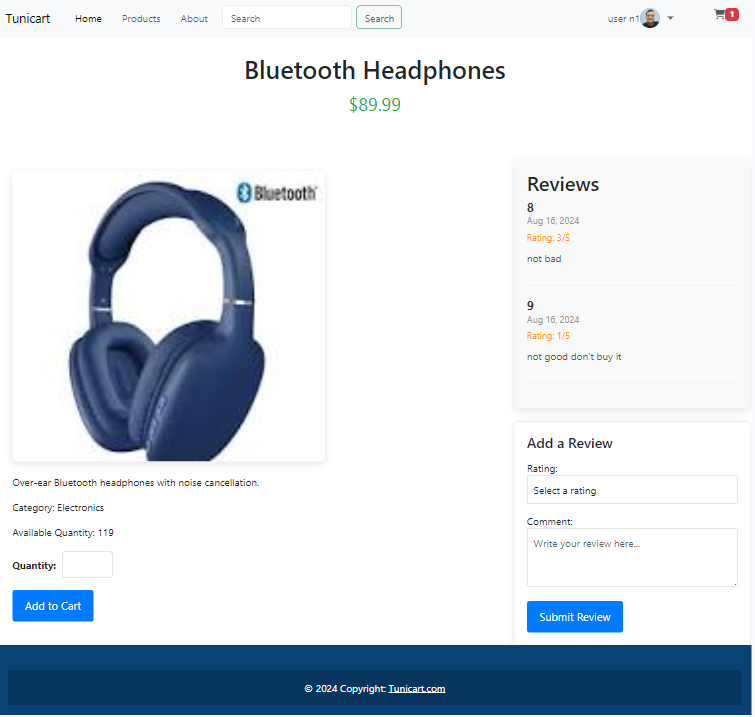 Tunicart Home Products About Search Search user n1 1
Bluetooth Headphones
$89.99
Bluetooth
Reviews
8
Aug 16, 2024
Rating: 3/5
not bad
9
Aug 16, 2024
Rating: 1/5
not good don't buy it
Over-ear Bluetooth headphones with noise cancellation.
Category: Electronics
Available Quantity: 119
Quantity:
Add to Cart
Add a Review
Rating:
Select a rating
Comment:
Write your review here...
Submit Review
© 2024 Copyright: Tunicart.com